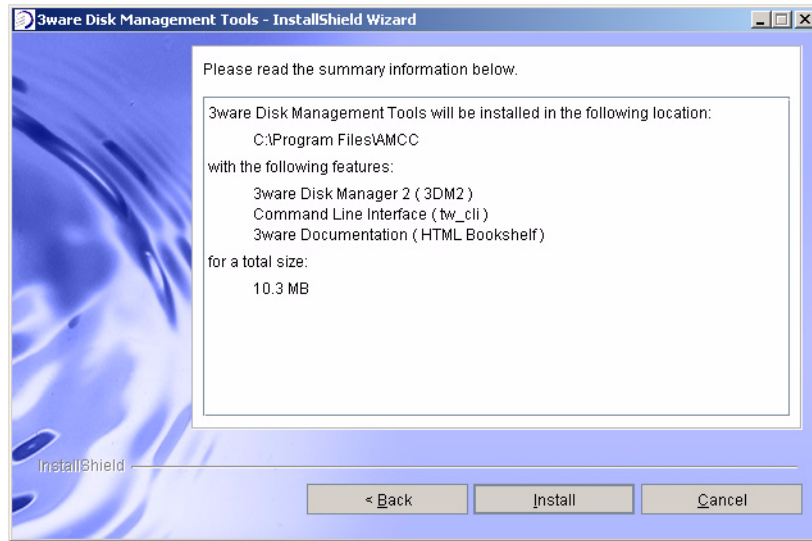 3ware Disk Management Tools - InstallShield Wizard
Please read the summary information below.
3ware Disk Management Tools will be installed in the following location:
C:\Program Files\AMCC
with the following features:
3ware Disk Manager 2 ( 3DM2 )
Command Line Interface ( tw_cli )
3ware Documentation ( HTML Bookshelf )
for a total size:
10.3 MB
InstallShield
< Back Install Cancel